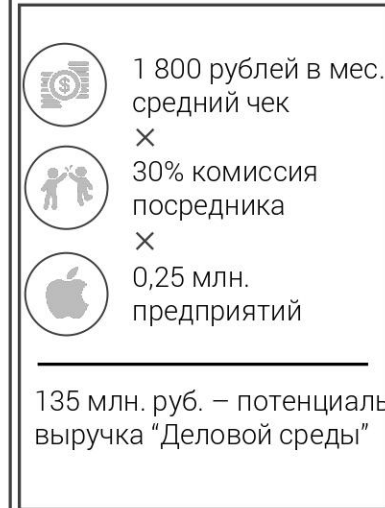 1 800 рублей в мес.
средний чек
×
30% комиссия
посредника
×
0,25 млн.
предприятий
135 млн. руб. – потенциаль
выручка “Деловой среды”